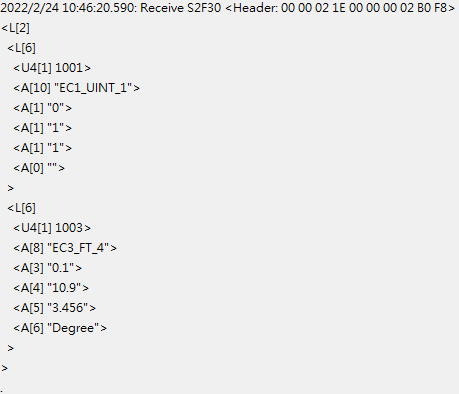 2022/2/24 10:46:20.590: Receive S2F30 <Header: 00 00 02 1E 00 00 00 02 B0 F8>
<L[2]
<L[6]
<U4[1] 1001>
<A[10] "EC1_UINT_1">
<A[1] "0">
<A[1] "1">
<A[1] "1">
<A[0] "">
>
<L[6]
<U4[1] 1003>
<A[8] "EC3_FT_4">
<A[3] "0.1">
<A[4] "10.9">
<A[5] "3.456">
<A[6] "Degree">
>
>
.